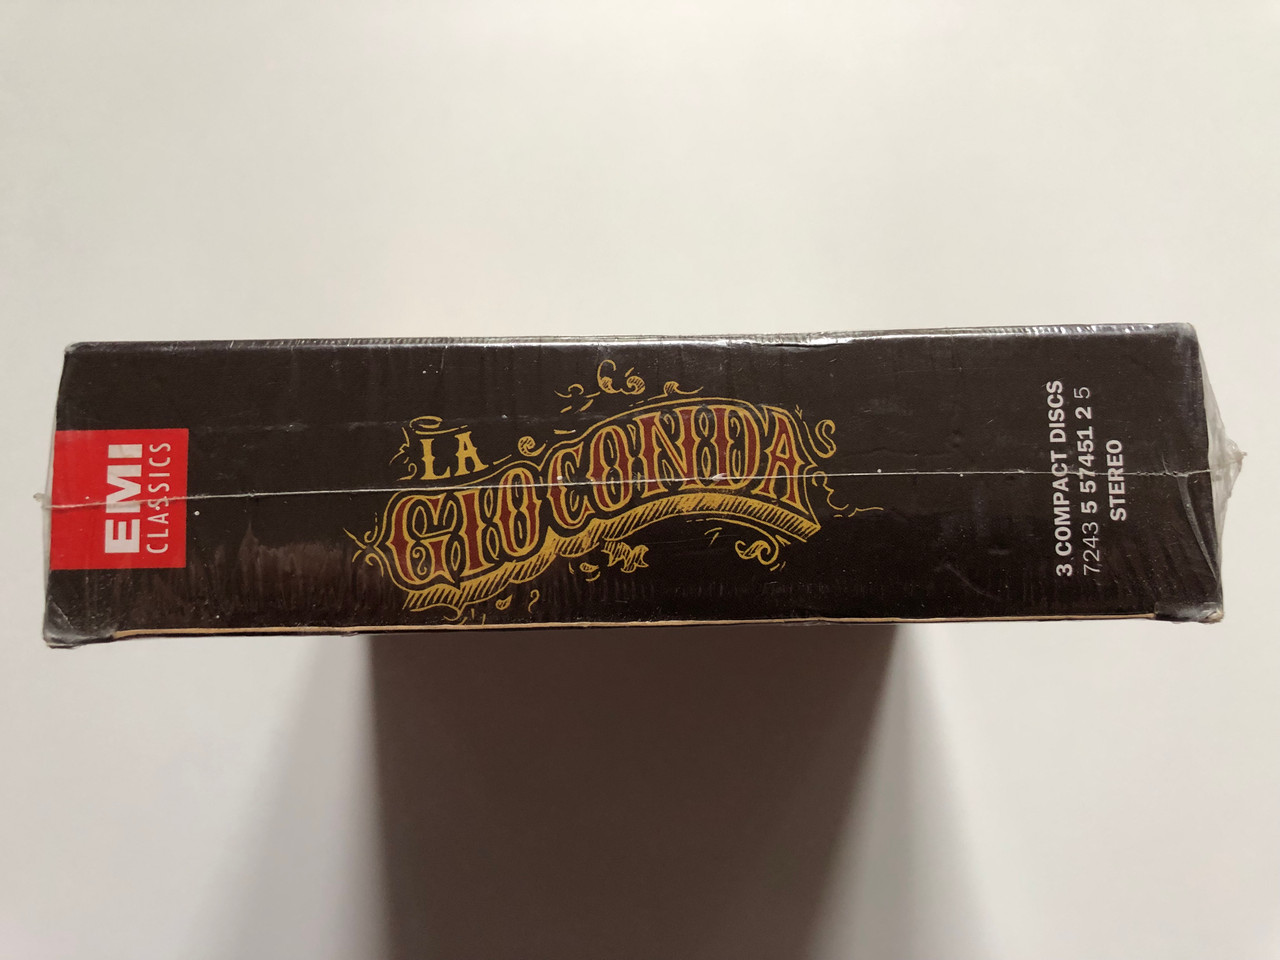 EMI
CLASSICS
LA
GIOCONDA
3 COMPACT DISCS
7243 5 57451 2 5
STEREO